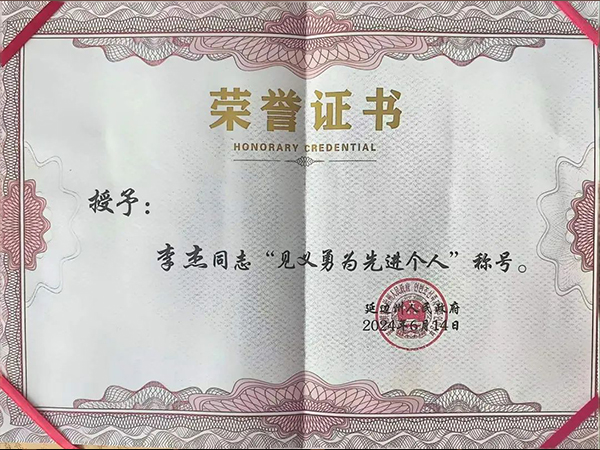 荣誉证书
HONORARY CREDENTIAL
授予：
李杰同志“见义勇为先进个人”称号。
延边州人民政府
2024年6月14日